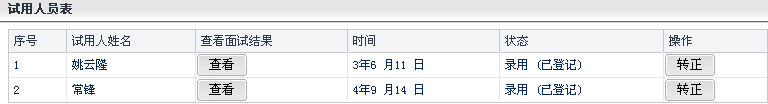 试用人员表
序号 试用人姓名 查看面试结果 时间 状态 操作
1 姚云隆 查看 3年6 月11 日 录用 (已登记) 转正
2 常锋 查看 4年9 月14 日 录用 (已登记) 转正